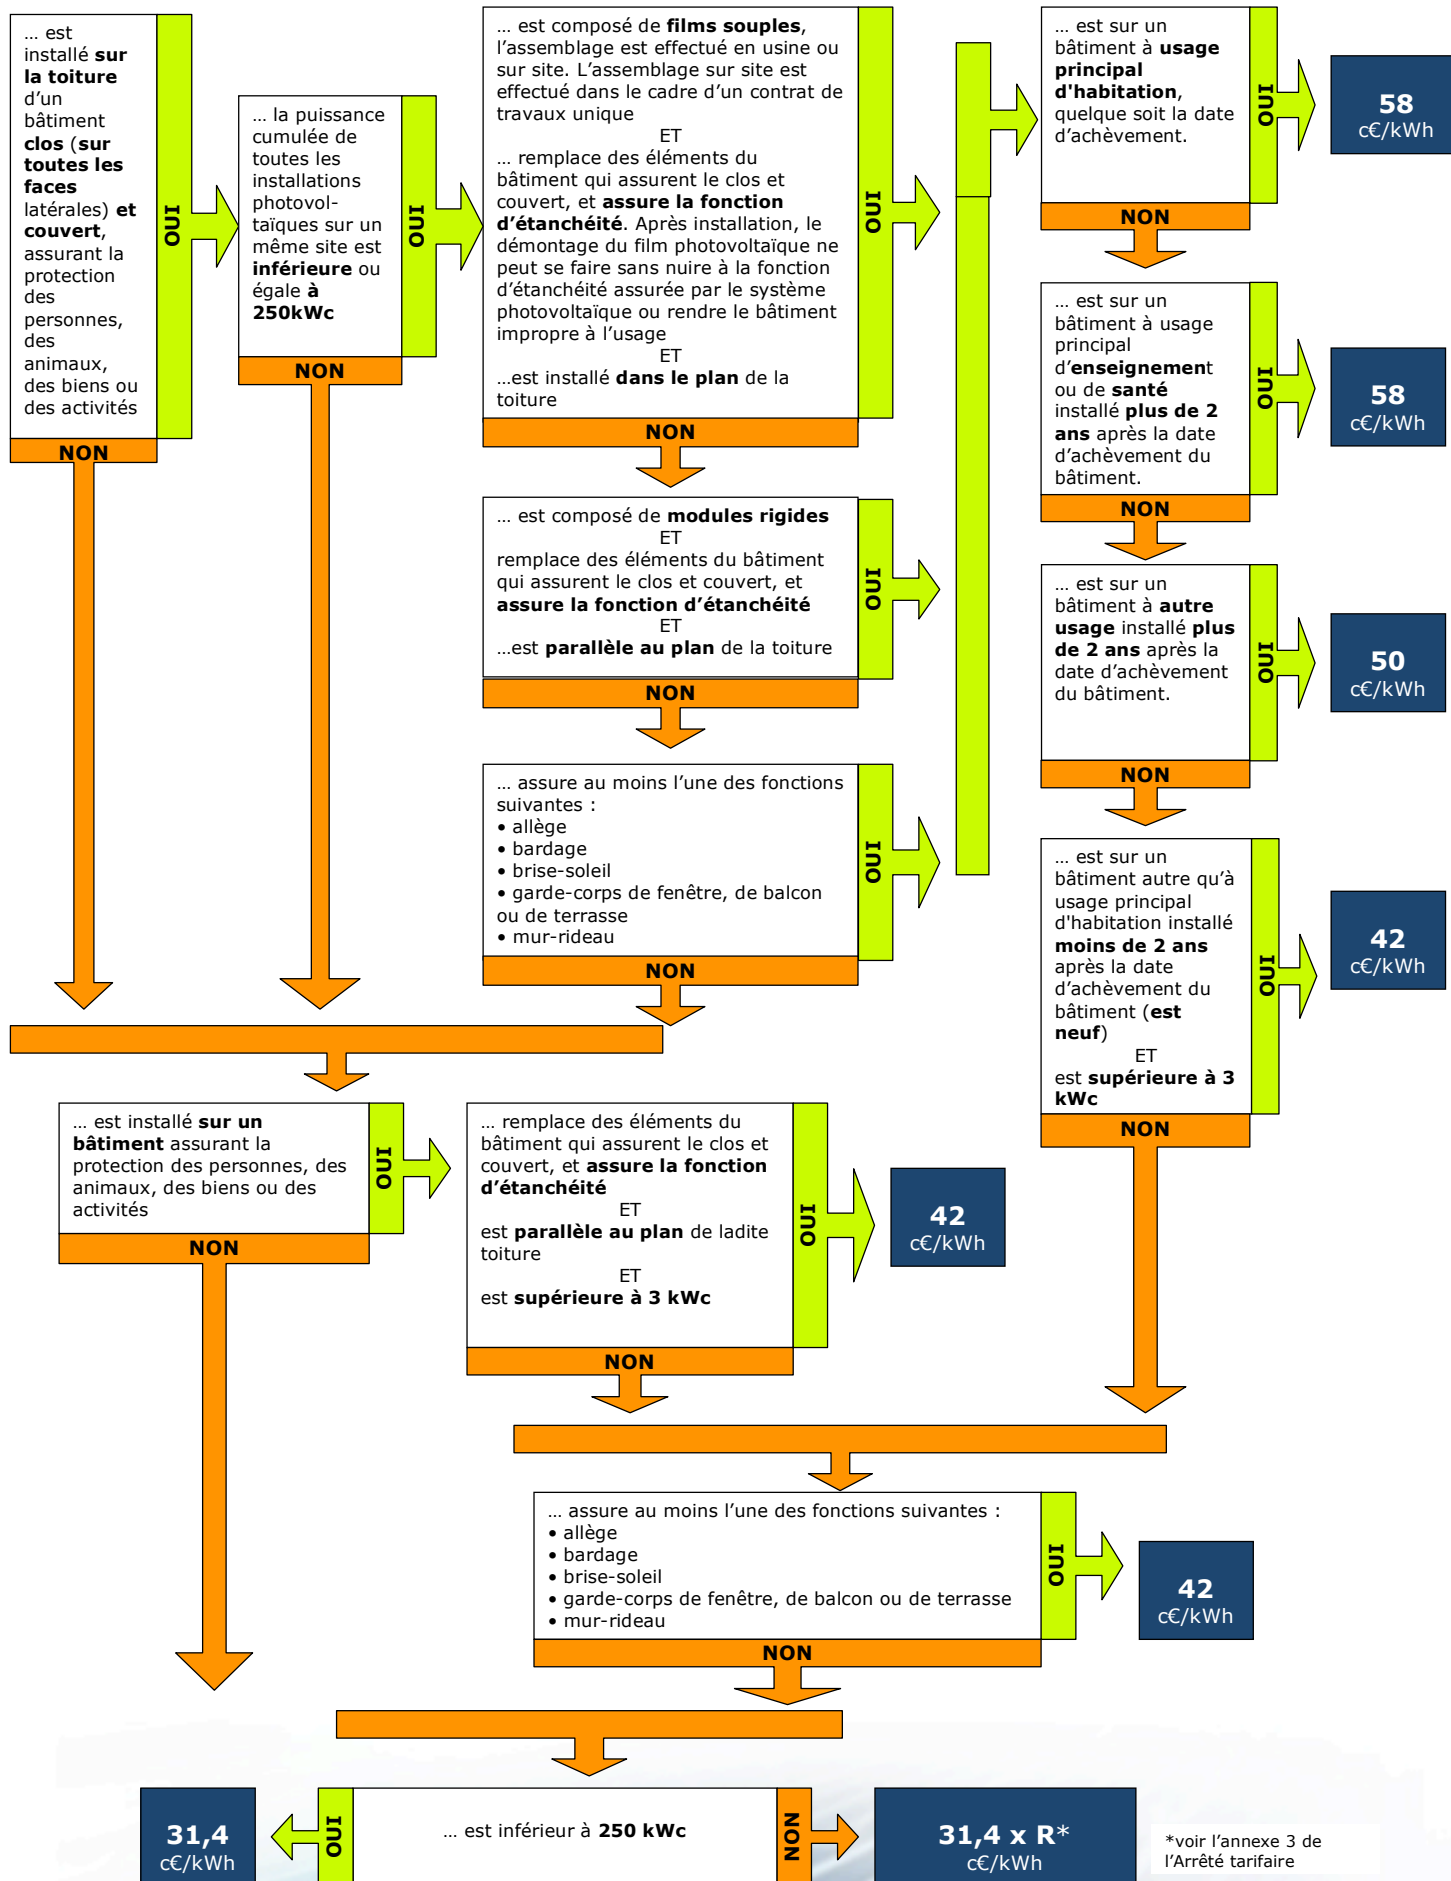 ... est
installé sur
la toiture
d'un
bâtiment
clos (sur
toutes les
faces
latérales) et
couvert,
assurant la
protection
des
personnes,
des
animaux,
des biens ou
des activités
OUI
NON
... la puissance
cumulée de
toutes les
installations
photovol-
taïques sur un
même site est
inférieure ou
égale à
250kWc
OUI
NON
... est composé de films souples,
l'assemblage est effectué en usine ou
sur site. L'assemblage sur site est
effectué dans le cadre d'un contrat de
travaux unique
ET
... remplace des éléments du
bâtiment qui assurent le clos et
couvert, et assure la fonction
d'étanchéité. Après installation, le
démontage du film photovoltaïque ne
peut se faire sans nuire à la fonction
d'étanchéité assurée par le système
photovoltaïque ou rendre le bâtiment
impropre à l'usage
ET
...est installé dans le plan de la
toiture
OUI
NON
... est composé de modules rigides
ET
remplace des éléments du bâtiment
qui assurent le clos et couvert, et
assure la fonction d'étanchéité
ET
...est parallèle au plan de la toiture
OUI
NON
... assure au moins l'une des fonctions
suivantes :
• allège
• bardage
• brise-soleil
• garde-corps de fenêtre, de balcon
ou de terrasse
• mur-rideau
OUI
NON
... est sur un
bâtiment à usage
principal
d'habitation,
quelque soit la date
d'achèvement.
OUI
58
c€/kWh
NON
... est sur un
bâtiment à usage
principal
d'enseignement
ou de santé
installé plus de 2
ans après la date
d'achèvement du
bâtiment.
OUI
58
c€/kWh
NON
... est sur un
bâtiment à autre
usage installé plus
de 2 ans après la
date d'achèvement
du bâtiment.
OUI
50
c€/kWh
NON
... est sur un
bâtiment autre qu'à
usage principal
d'habitation installé
moins de 2 ans
après la date
d'achèvement du
bâtiment (est
neuf)
ET
est supérieure à 3
kWc
OUI
42
c€/kWh
NON
... est installé sur un
bâtiment assurant la
protection des personnes, des
animaux, des biens ou des
activités
OUI
NON
... remplace des éléments du
bâtiment qui assurent le clos et
couvert, et assure la fonction
d'étanchéité
ET
est parallèle au plan de ladite
toiture
ET
est supérieure à 3 kWc
OUI
42
c€/kWh
NON
... assure au moins l'une des fonctions suivantes :
• allège
• bardage
• brise-soleil
• garde-corps de fenêtre, de balcon ou de terrasse
• mur-rideau
OUI
42
c€/kWh
NON
31,4
c€/kWh
OUI
... est inférieur à 250 kWc
NON
31,4 x R*
c€/kWh
*voir l'annexe 3 de
l'Arrêté tarifaire